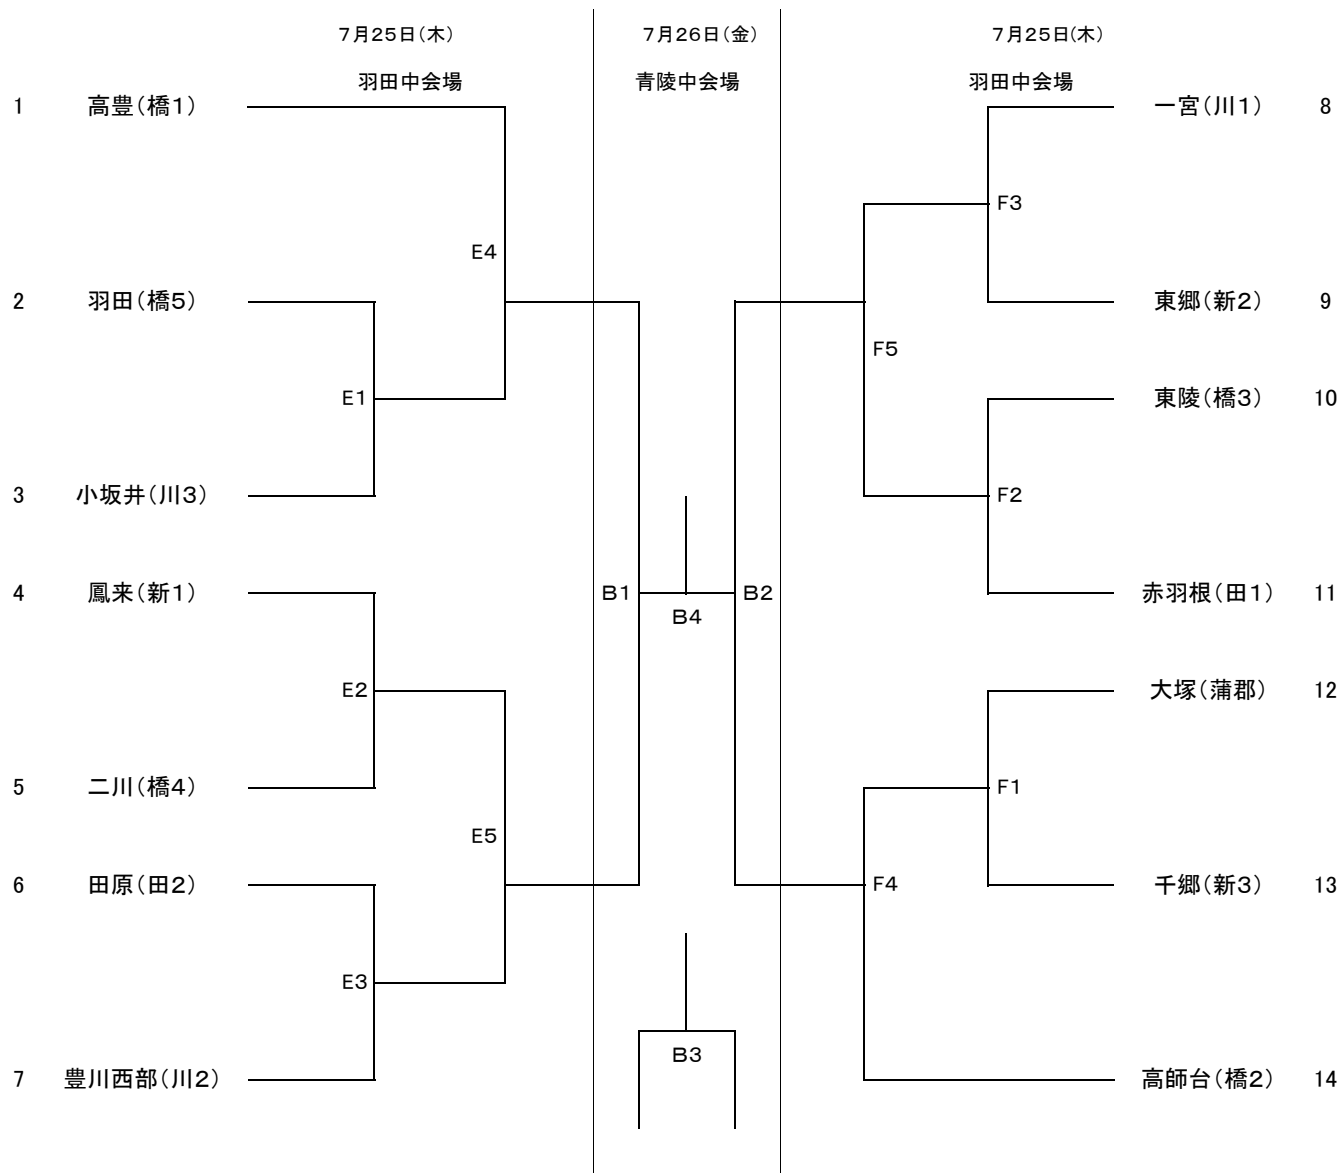 7月25日(木) 7月26日(金) 7月25日(木)
羽田中会場 青陵中会場 羽田中会場
1 高豊(橋1) 一宮(川1) 8
F3
E4
2 羽田(橋5) 東郷(新2) 9
F5
E1 東陵(橋3) 10
3 小坂井(川3) F2
4 鳳来(新1) B1 B2 赤羽根(田1) 11
B4
E2 大塚(蒲郡) 12
5 二川(橋4) F1
E5
6 田原(田2) F4 千郷(新3) 13
E3
B3
7 豊川西部(川2) 高師台(橋2) 14